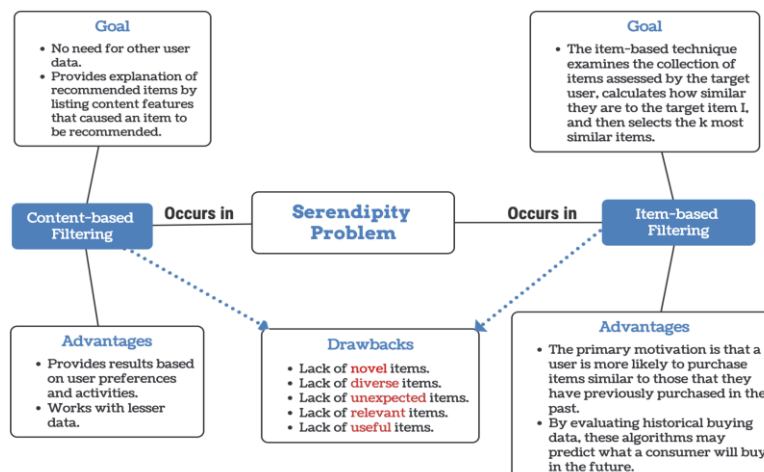 Goal
• No need for other user
data.
• Provides explanation of
recommended items by
listing content features
that caused an item to
be recommended.
Goal
• The item-based technique
examines the collection of
items assessed by the target
user, calculates how similar
they are to the target item I,
and then selects the k most
similar items.
Content-based
Filtering
Occurs in
Serendipity
Problem
Occurs in
Item-based
Filtering
Advantages
• Provides results based
on user preferences
and activities.
• Works with lesser
data.
Drawbacks
• Lack of novel items.
• Lack of diverse items.
• Lack of unexpected items.
• Lack of relevant items.
• Lack of useful items.
Advantages
• The primary motivation is that a
user is more likely to purchase
items similar to those that they
have previously purchased in the
past.
• By evaluating historical buying
data, these algorithms may
predict what a consumer will buy
in the future.